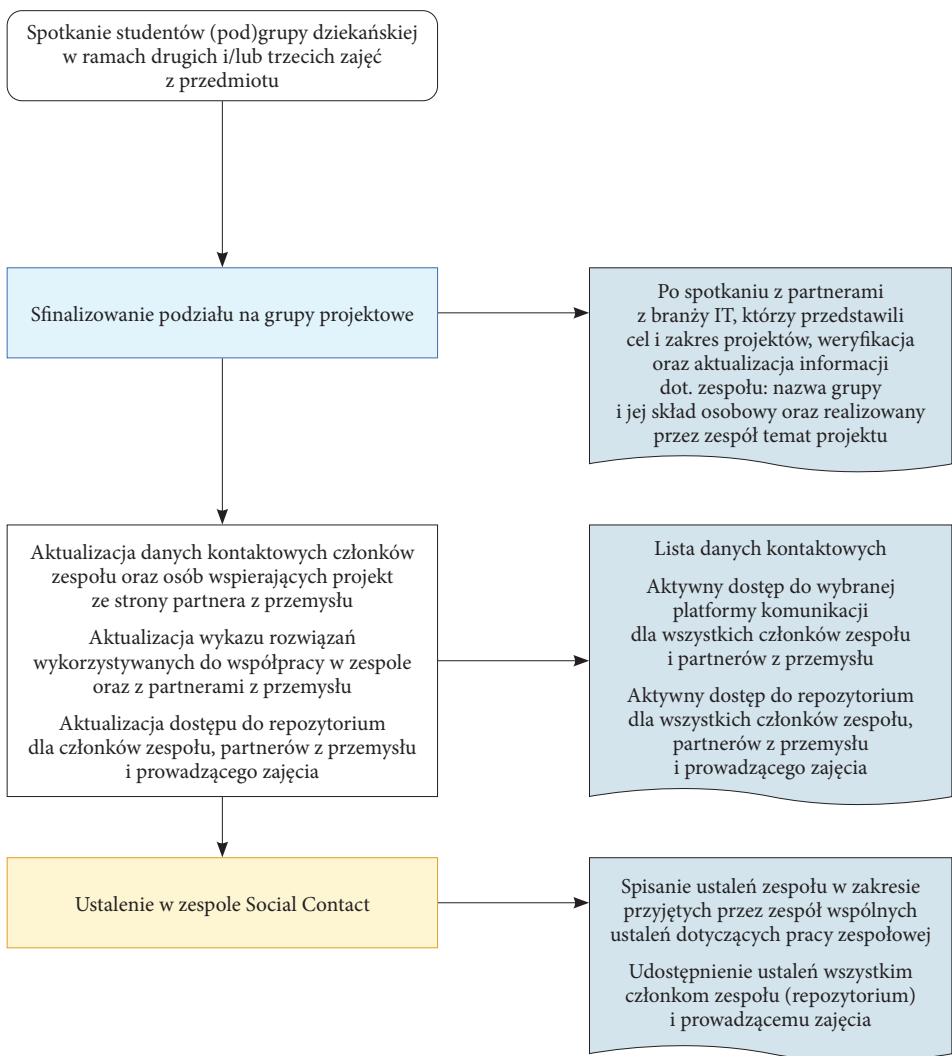 Spotkanie studentów (pod)grupy dziekańskiej
w ramach drugich i/lub trzecich zajęć
z przedmiotu
Sfinalizowanie podziału na grupy projektowe
Po spotkaniu z partnerami
z branży IT, którzy przedstawili
cel i zakres projektów, weryfikacja
oraz aktualizacja informacji
dot. zespołu: nazwa grupy
i jej skład osobowy oraz realizowany
przez zespół temat projektu
Aktualizacja danych kontaktowych członków
zespołu oraz osób wspierających projekt
ze strony partnera z przemysłu
Aktualizacja wykazu rozwiązań
wykorzystywanych do współpracy w zespole
oraz z partnerami z przemysłu
Aktualizacja dostępu do repozytorium
dla członków zespołu, partnerów z przemysłu
i prowadzącego zajęcia
Lista danych kontaktowych
Aktywny dostęp do wybranej
platformy komunikacji
dla wszystkich członków zespołu
i partnerów z przemysłu
Aktywny dostęp do repozytorium
dla wszystkich członków zespołu,
partnerów z przemysłu
i prowadzącego zajęcia
Ustalenie w zespole Social Contact
Spisanie ustaleń zespołu w zakresie
przyjętych przez zespół wspólnych
ustaleń dotyczących pracy zespołowej
Udostępnienie ustaleń wszystkim
członkom zespołu (repozytorium)
i prowadzącemu zajęcia